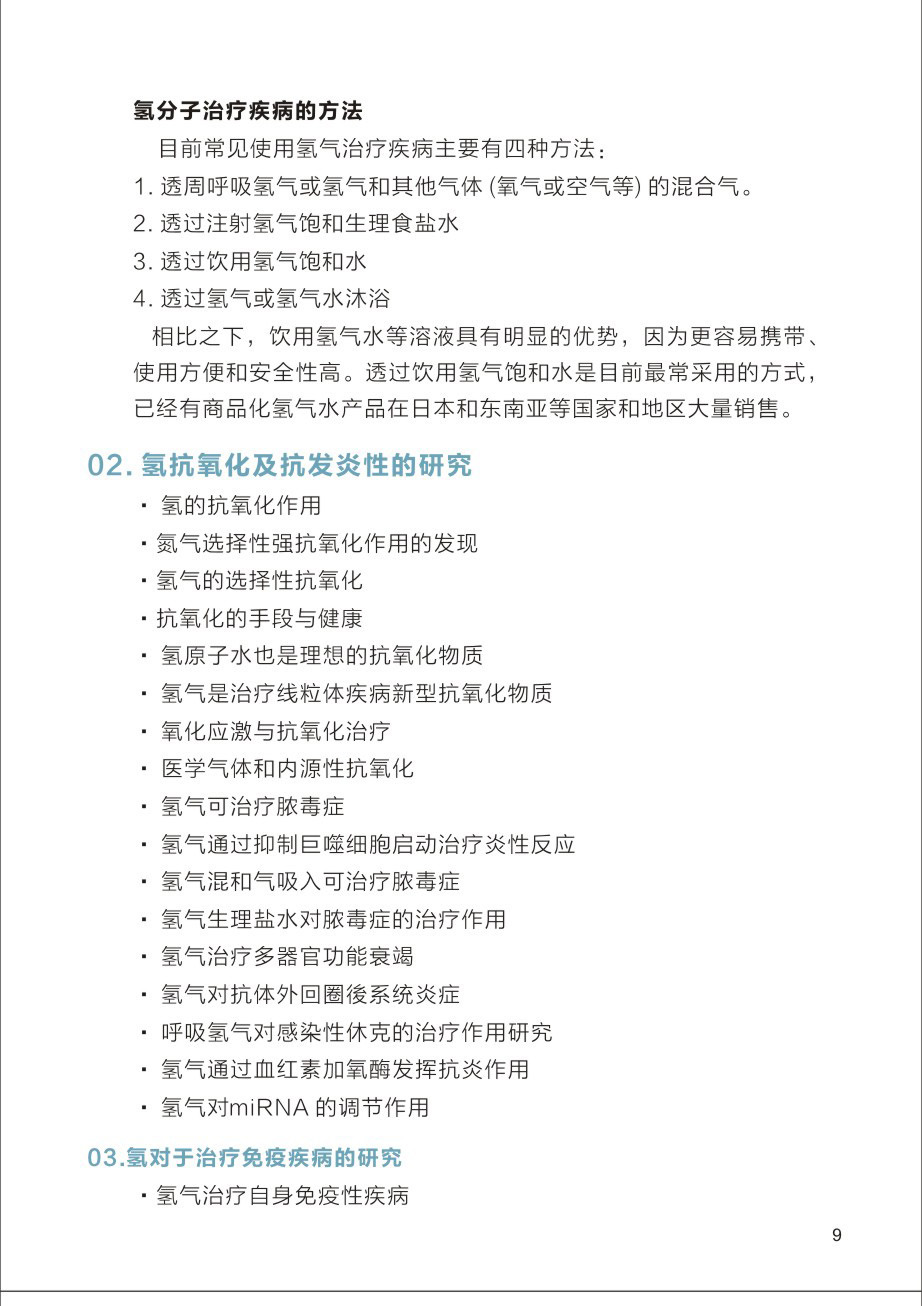 氢分子治疗疾病的方法
目前常见使用氢气治疗疾病主要有四种方法：
1. 透周呼吸氢气或氢气和其他气体 (氧气或空气等) 的混合气。
2. 透过注射氢气饱和生理食盐水
3. 透过饮用氢气饱和水
4. 透过氢气或氢气水沐浴
相比之下，饮用氢气水等溶液具有明显的优势，因为更容易携带、
使用方便和安全性高。透过饮用氢气饱和水是目前最常采用的方式，
已经有商品化氢气水产品在日本和东南亚等国家和地区大量销售。
02. 氢抗氧化及抗发炎性的研究
· 氢的抗氧化作用
· 氮气选择性强抗氧化作用的发现
· 氢气的选择性抗氧化
· 抗氧化的手段与健康
· 氢原子水也是理想的抗氧化物质
· 氢气是治疗线粒体疾病新型抗氧化物质
· 氧化应激与抗氧化治疗
· 医学气体和内源性抗氧化
· 氢气可治疗脓毒症
· 氢气通过抑制巨噬细胞启动治疗炎性反应
· 氢气混和气吸入可治疗脓毒症
· 氢气生理盐水对脓毒症的治疗作用
· 氢气治疗多器官功能衰竭
· 氢气对抗体外回圈後系统炎症
· 呼吸氢气对感染性休克的治疗作用研究
· 氢气通过血红素加氧酶发挥抗炎作用
· 氢气对miRNA 的调节作用
03.氢对于治疗免疫疾病的研究
· 氢气治疗自身免疫性疾病
9